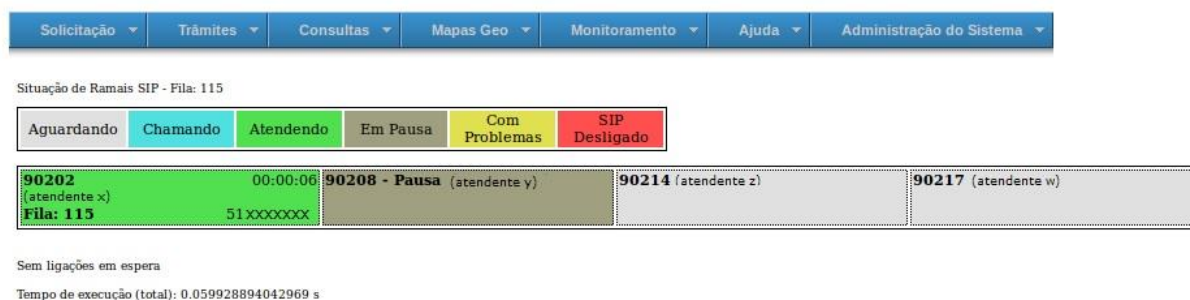 Solicitação Trâmites Consultas Mapas Geo Monitoramento Ajuda Administração do Sistema
Situação de Ramais SIP - Fila: 115
Aguardando Chamando Atendendo Em Pausa Com Problemas SIP Desligado
90202 00:00:06 90208 - Pausa (atendente y) 90214 (atendente z) 90217 (atendente w)
(atendente x)
Fila: 115 51XXXXXXX
Sem ligações em espera
Tempo de execução (total): 0.059928894042969 s